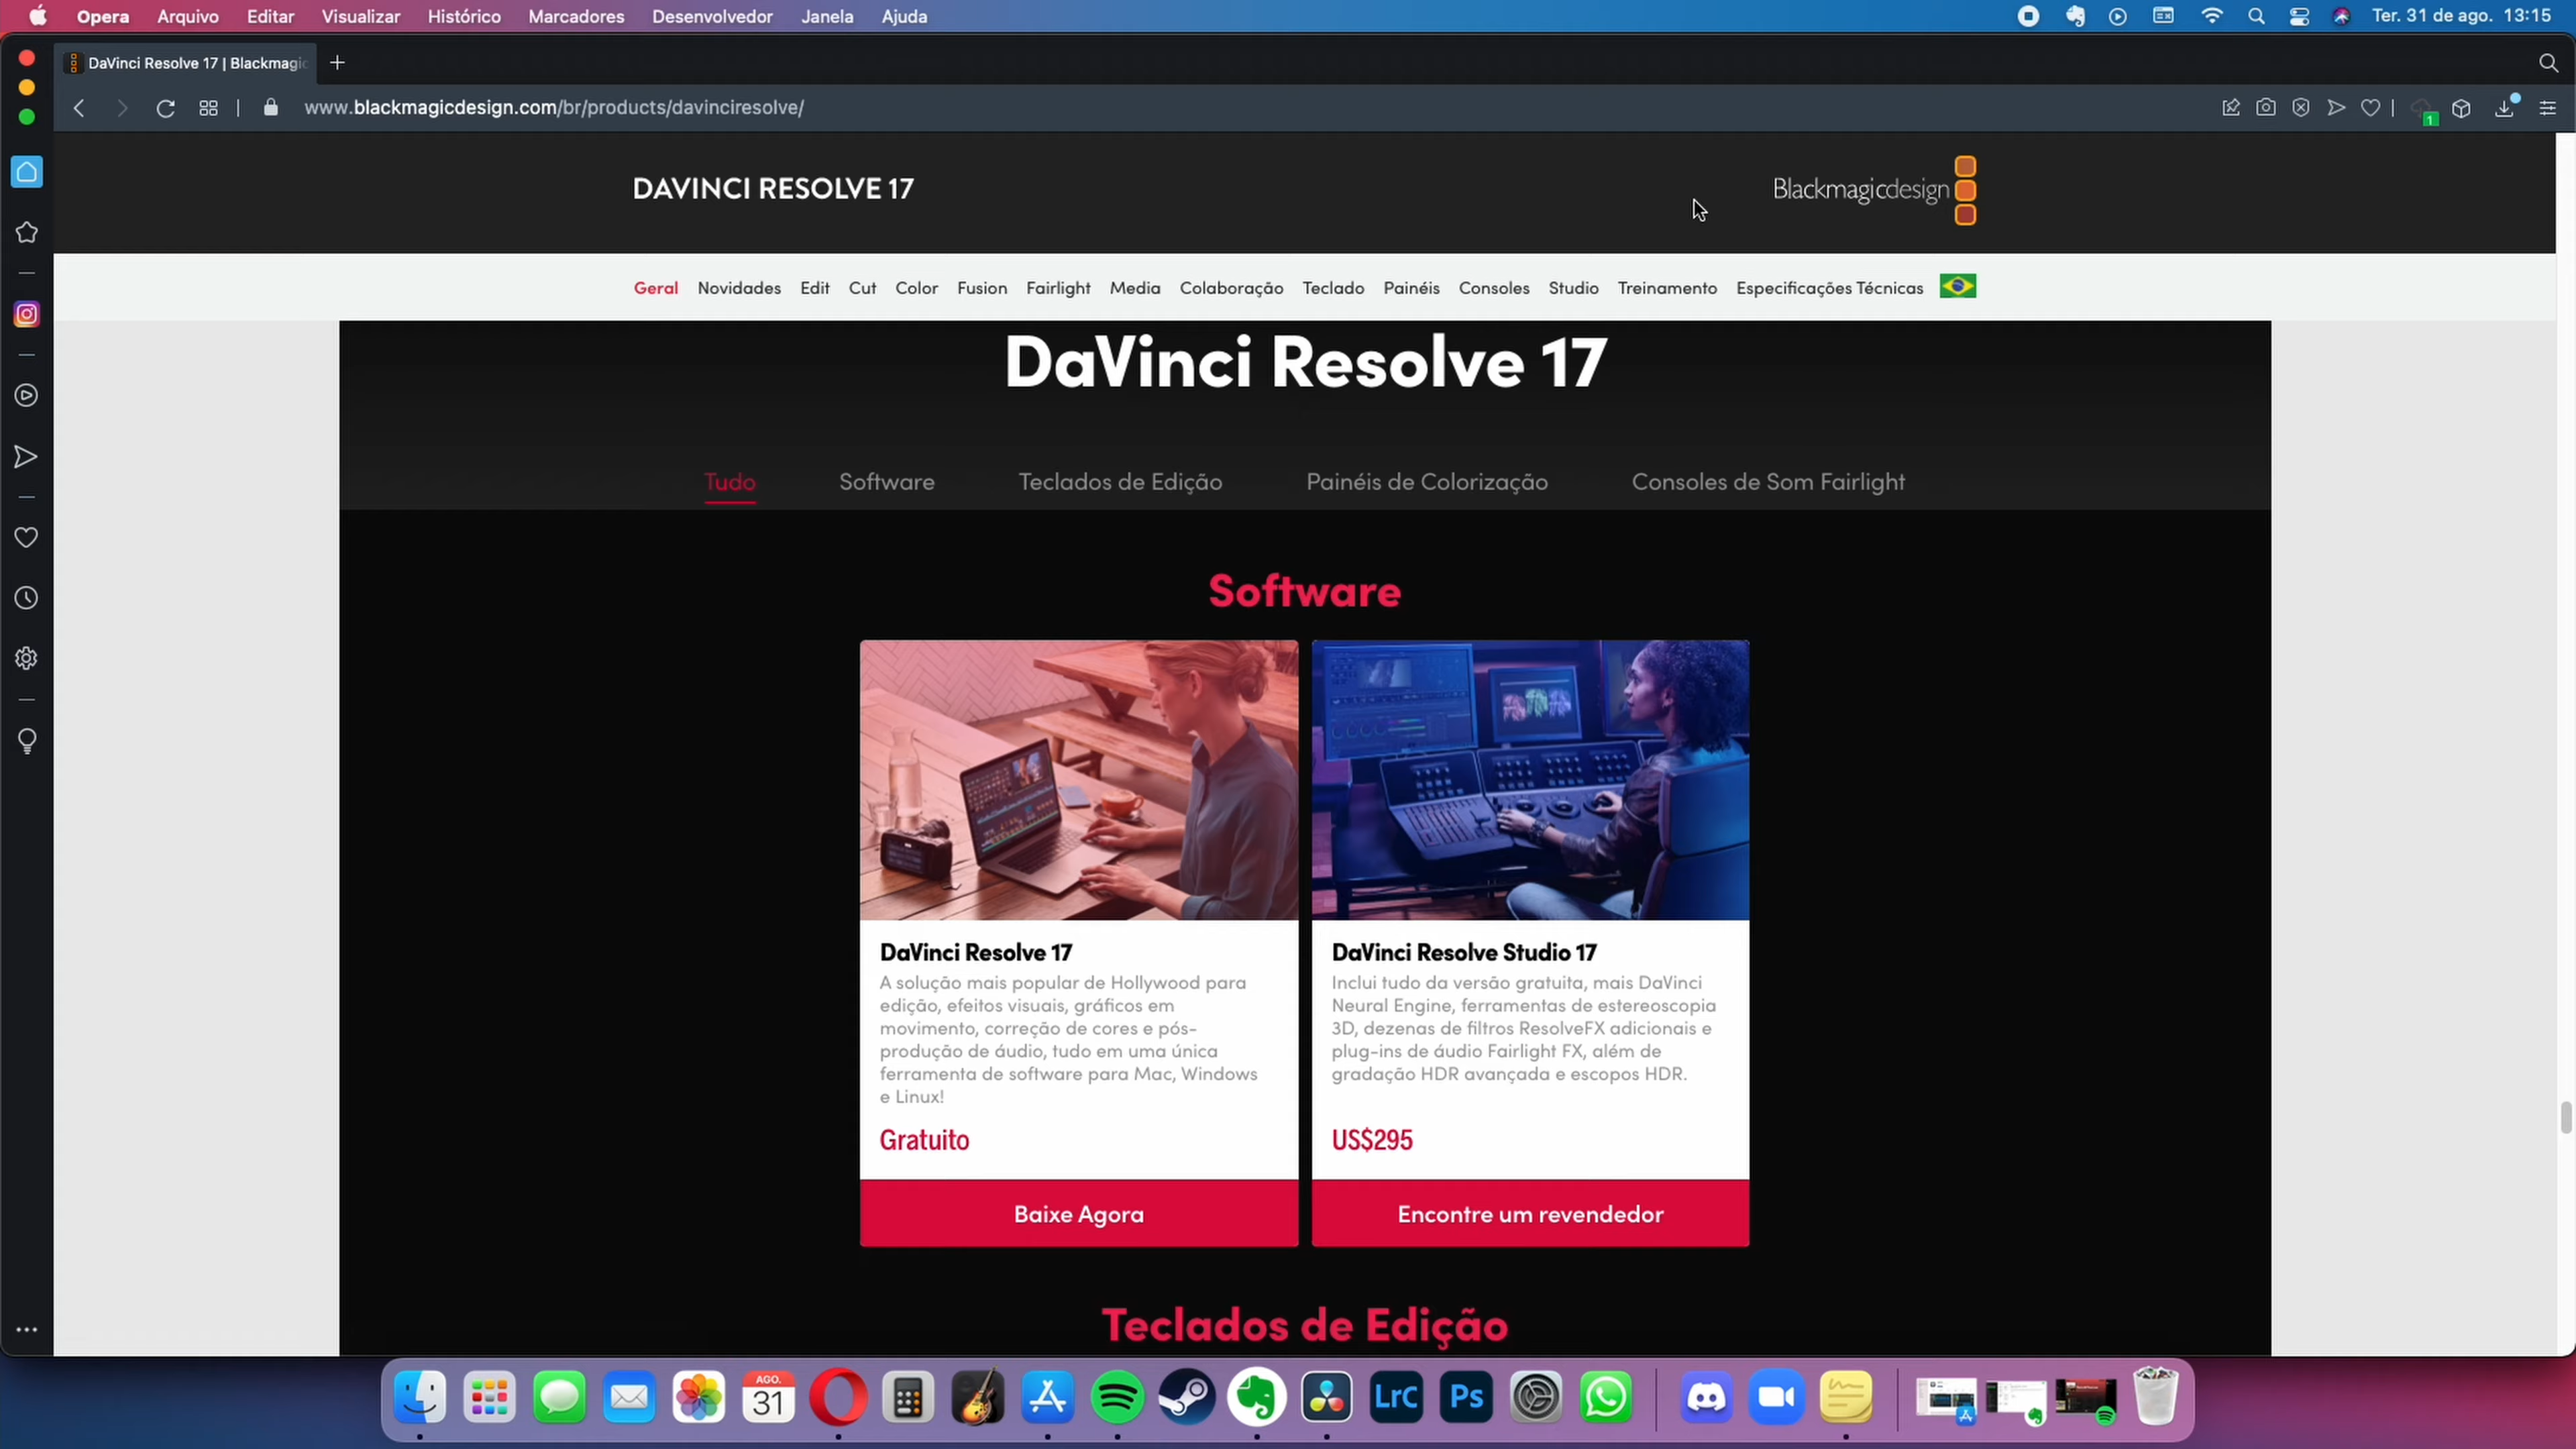 Opera Arquivo Editar Visualizar Histórico Marcadores Desenvolvedor Janela Ajuda Ter. 31 de ago. 13:15
DaVinci Resolve 17 | Blackmagic
www.blackmagicdesign.com/br/products/davinciresolve/
1
DAVINCI RESOLVE 17
Blackmagicdesign
Geral Novidades Edit Cut Color Fusion Fairlight Media Colaboração Teclado Painéis Consoles Studio Treinamento Especificações Técnicas
DaVinci Resolve 17
Tudo Software Teclados de Edição Painéis de Colorização Consoles de Som Fairlight
Software
DaVinci Resolve 17
A solução mais popular de Hollywood para
edição, efeitos visuais, gráficos em
movimento, correção de cores e pós-
produção de áudio, tudo em uma única
ferramenta de software para Mac, Windows
e Linux!
Gratuito
Baixe Agora
DaVinci Resolve Studio 17
Inclui tudo da versão gratuita, mais DaVinci
Neural Engine, ferramentas de estereoscopia
3D, dezenas de filtros ResolveFX adicionais e
plug-ins de áudio Fairlight FX, além de
gradação HDR avançada e escopos HDR.
US$295
Encontre um revendedor
Teclados de Edição
AGO.
31
LrC
Ps